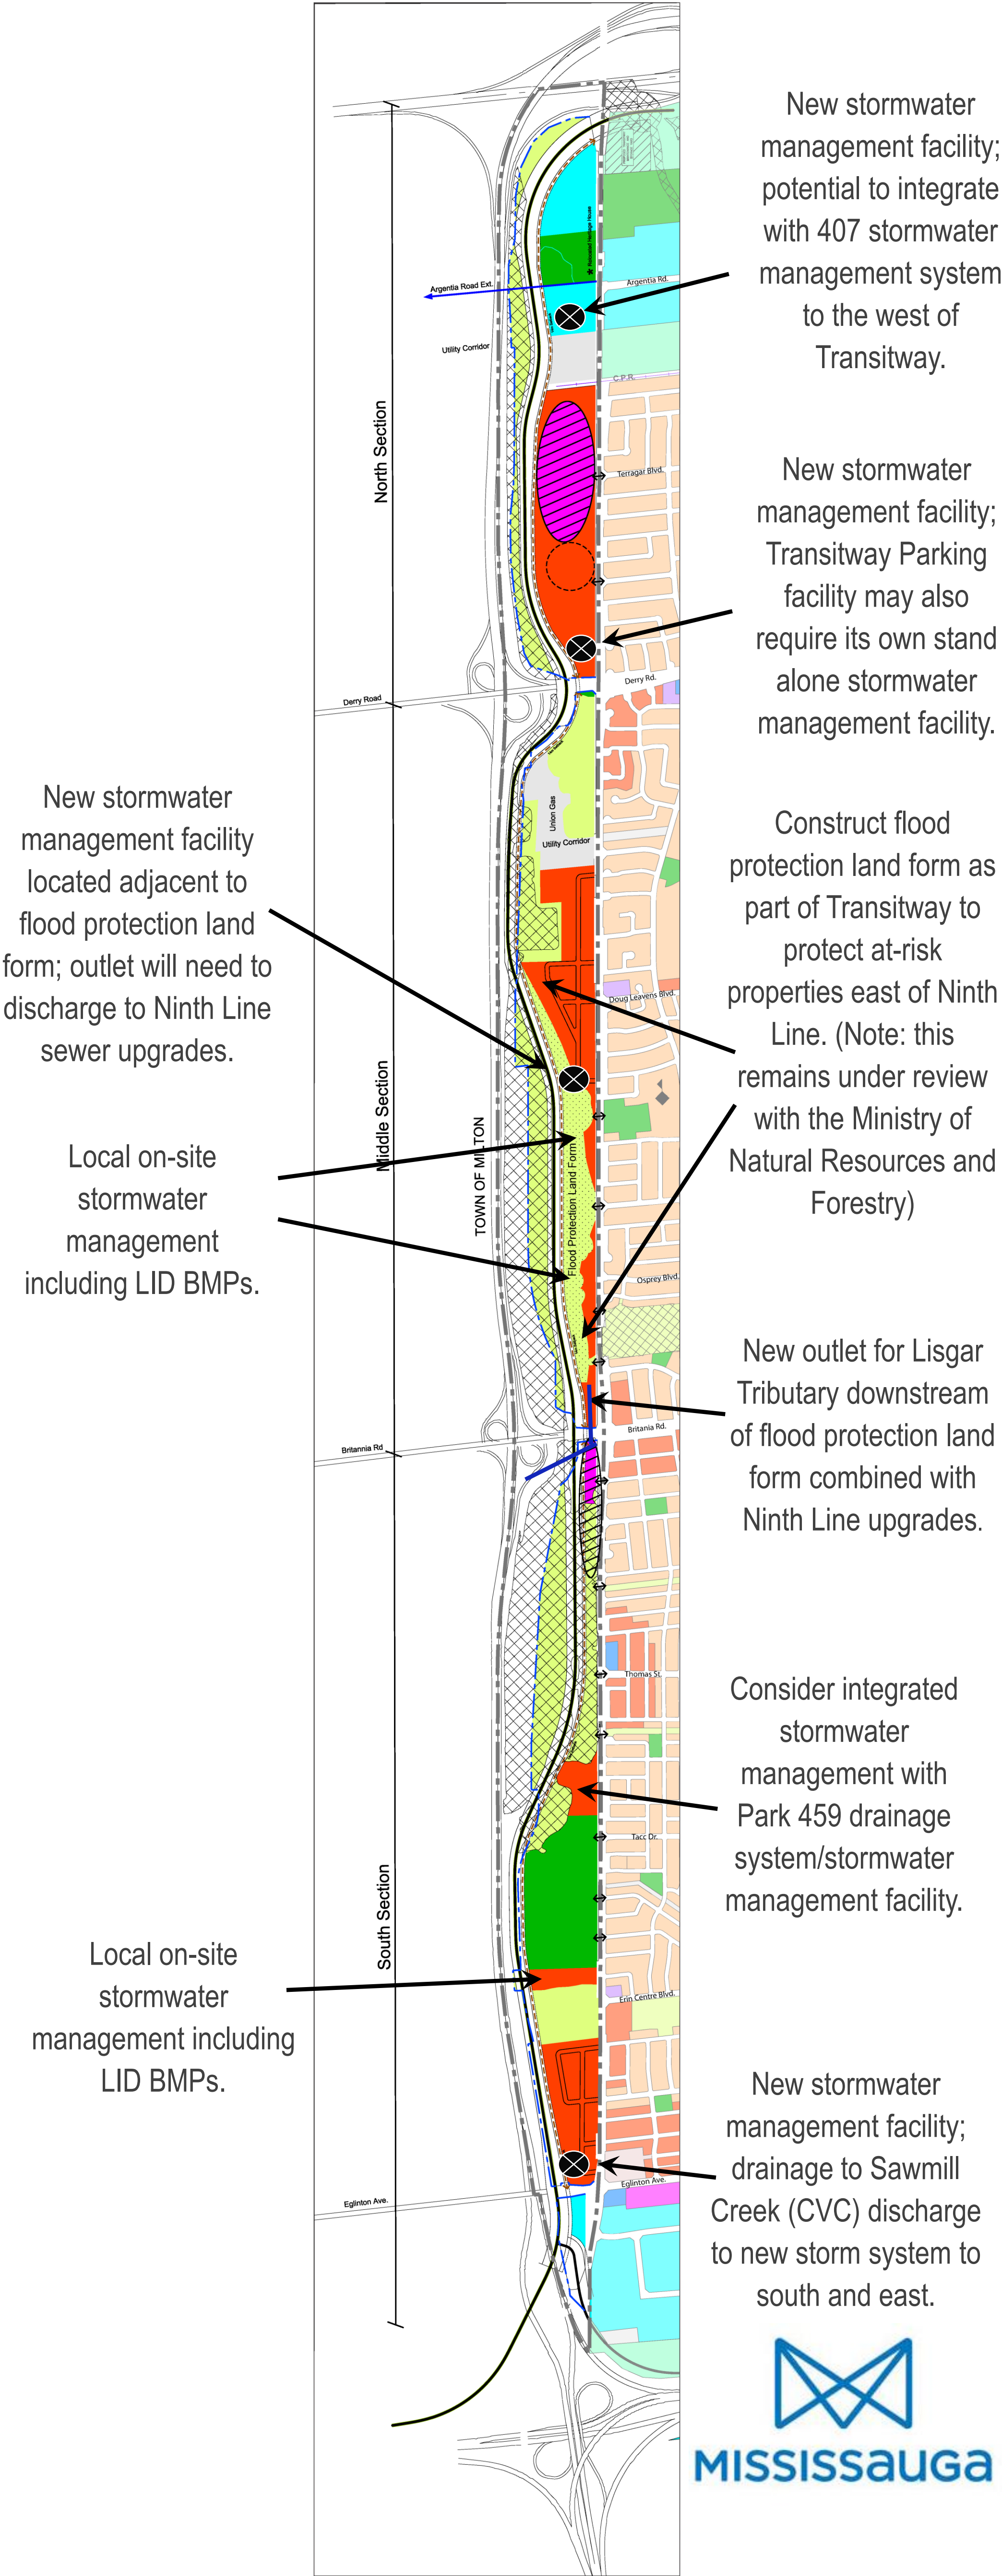 New stormwater
management facility;
potential to integrate
with 407 stormwater
management system
to the west of
Transitway.
Argentia Rd.
Argentia Road Ext.
Utility Corridor
C.P.R.
North Section
Terragar Blvd.
New stormwater
management facility;
Transitway Parking
facility may also
require its own stand
alone stormwater
management facility.
Derry Rd.
Derry Road
New stormwater
management facility
located adjacent to
flood protection land
form; outlet will need to
discharge to Ninth Line
sewer upgrades.
Union Gas
Utility Corridor
Construct flood
protection land form as
part of Transitway to
protect at-risk
properties east of Ninth
Line. (Note: this
remains under review
with the Ministry of
Natural Resources and
Forestry)
Doug Leavens Blvd.
Middle Section
TOWN OF MILTON
Flood Protection Land Form
Local on-site
stormwater
management
including LID BMPs.
Osprey Blvd.
New outlet for Lisgar
Tributary downstream
of flood protection land
form combined with
Ninth Line upgrades.
Britania Rd.
Britannia Rd
Thomas St.
Consider integrated
stormwater
management with
Park 459 drainage
system/stormwater
management facility.
Tacc Dr.
South Section
Local on-site
stormwater
management including
LID BMPs.
Erin Centre Blvd.
New stormwater
management facility;
drainage to Sawmill
Creek (CVC) discharge
to new storm system to
south and east.
Eglinton Ave.
Eglinton Ave.
MISSISSauGa